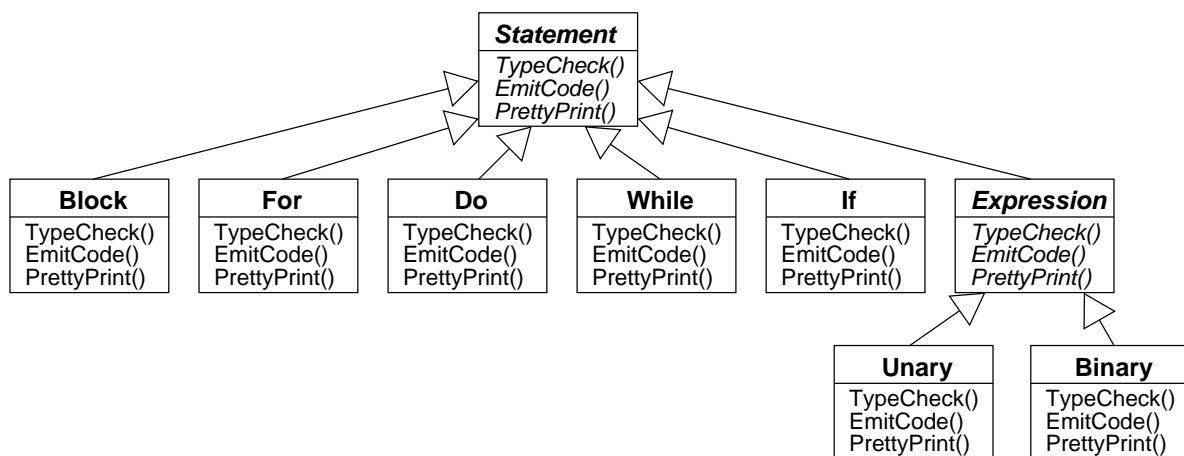 Statement
TypeCheck()
EmitCode()
PrettyPrint()
Block
TypeCheck()
EmitCode()
PrettyPrint()
For
TypeCheck()
EmitCode()
PrettyPrint()
Do
TypeCheck()
EmitCode()
PrettyPrint()
While
TypeCheck()
EmitCode()
PrettyPrint()
If
TypeCheck()
EmitCode()
PrettyPrint()
Expression
TypeCheck()
EmitCode()
PrettyPrint()
Unary
TypeCheck()
EmitCode()
PrettyPrint()
Binary
TypeCheck()
EmitCode()
PrettyPrint()